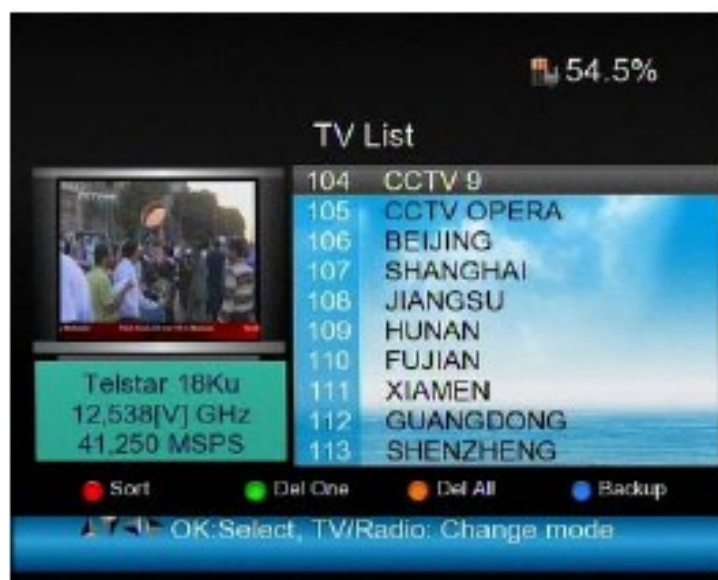 54.5%
TV List
104 CCTV 9
105 CCTV OPERA
106 BEIJING
107 SHANGHAI
108 JIANGSU
109 HUNAN
110 FUJIAN
111 XIAMEN
112 GUANGDONG
113 SHENZHENG
Telstar 18Ku
12,538[V] GHz
41,250 MSPS
Sort Del One Del All Backup
OK:Select, TV/Radio: Change mode